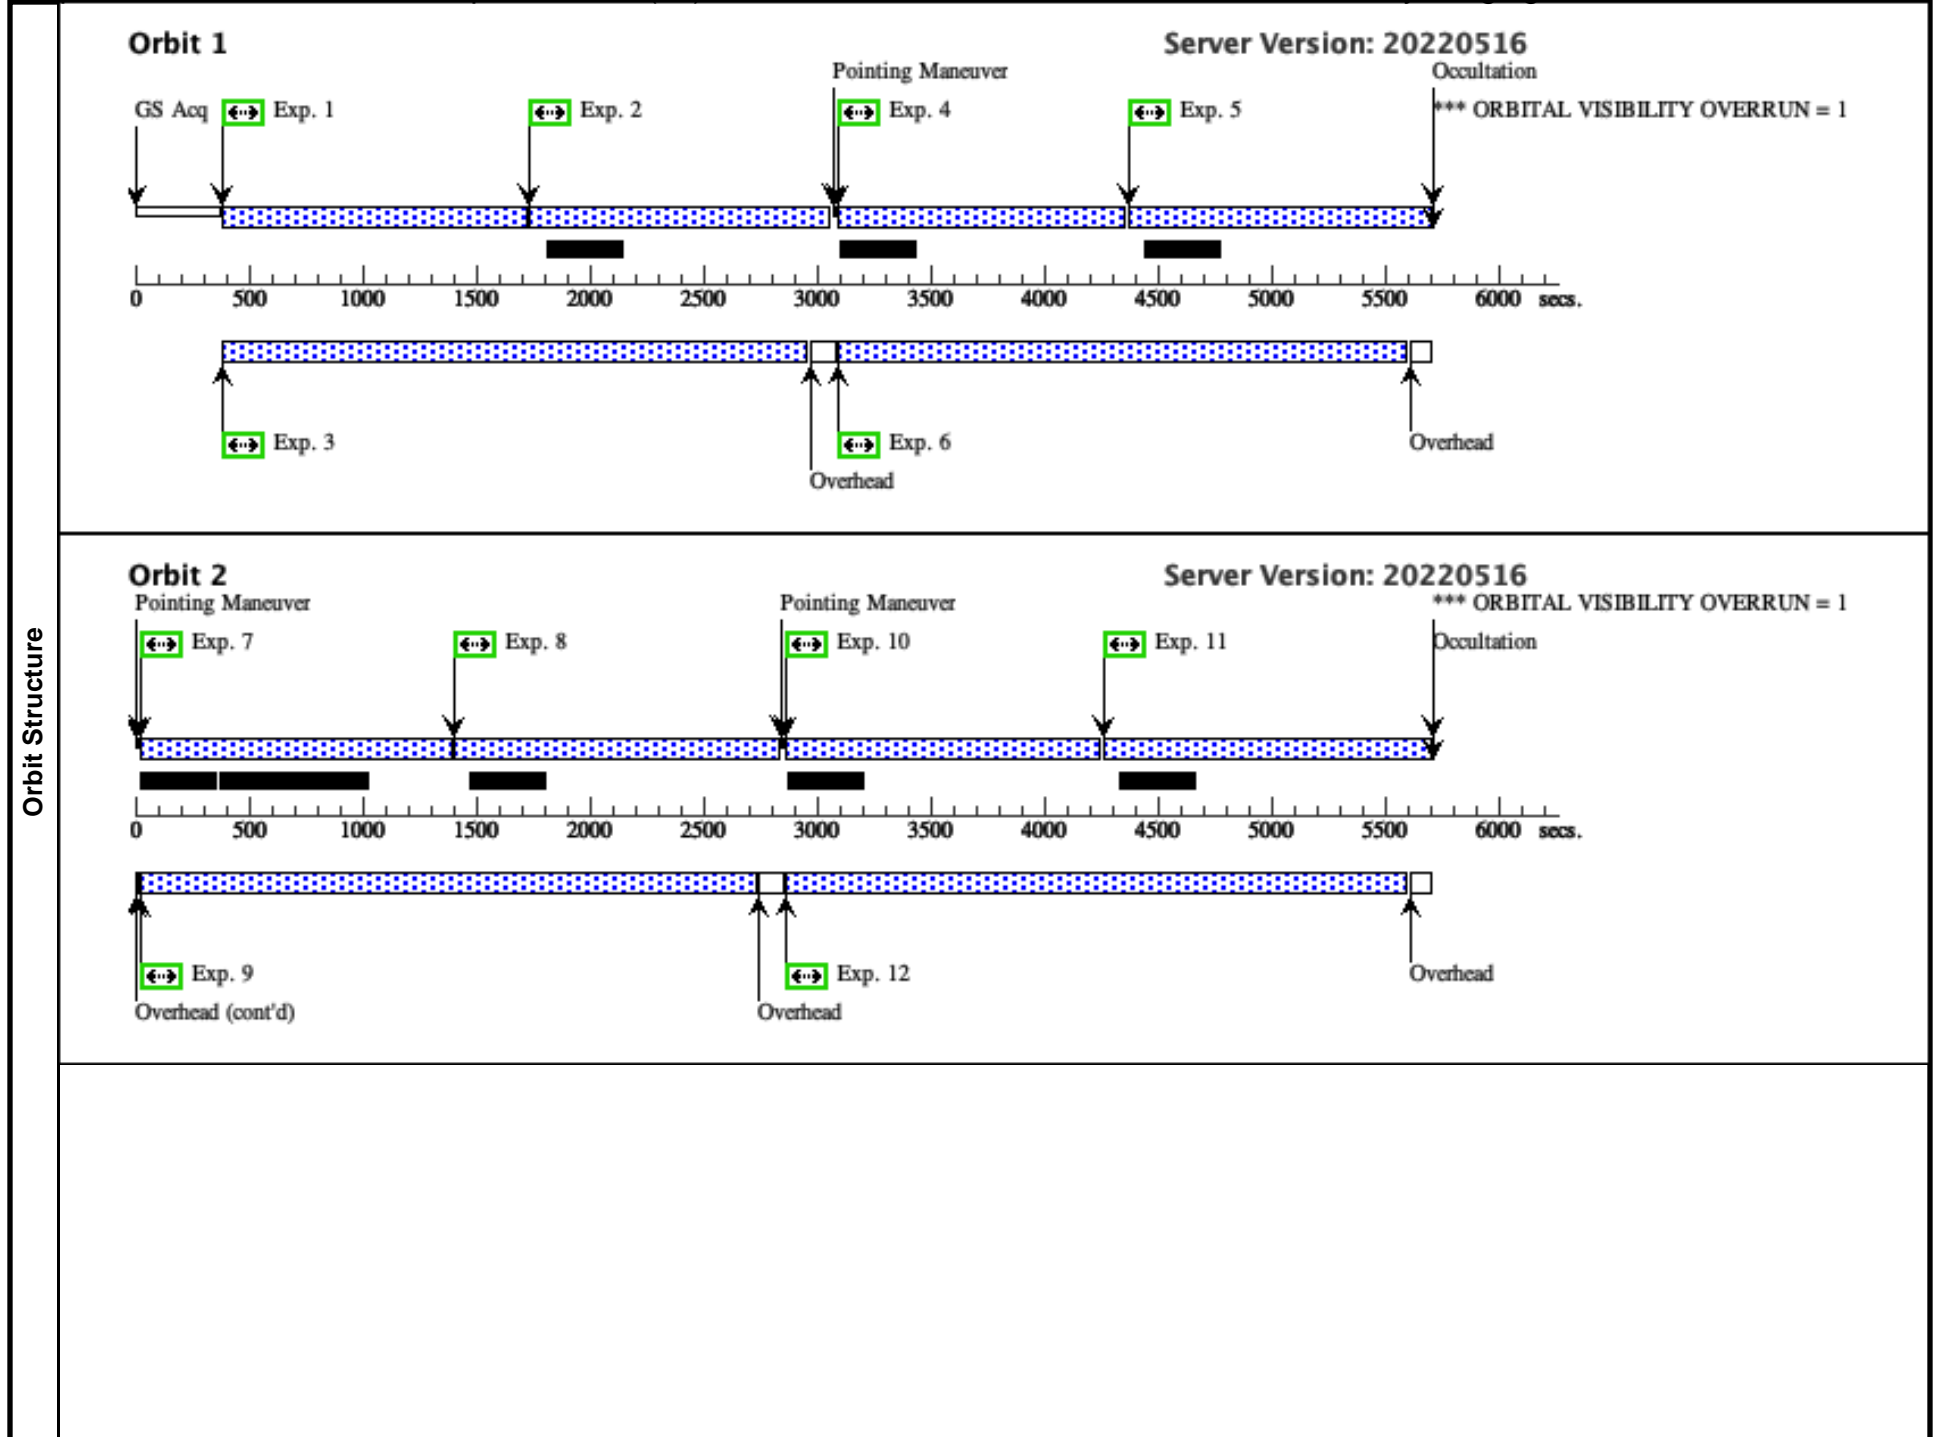 Orbit Structure
Orbit 1
Server Version: 20220516
Pointing Maneuver
Occultation
GS Acq
Exp. 1
Exp. 2
Exp. 4
Exp. 5
*** ORBITAL VISIBILITY OVERRUN = 1
0 500 1000 1500 2000 2500 3000 3500 4000 4500 5000 5500 6000 secs.
Exp. 3
Exp. 6
Overhead
Overhead
Orbit 2
Server Version: 20220516
Pointing Maneuver
Pointing Maneuver
*** ORBITAL VISIBILITY OVERRUN = 1
Exp. 7
Exp. 8
Exp. 10
Exp. 11
Occultation
0 500 1000 1500 2000 2500 3000 3500 4000 4500 5000 5500 6000 secs.
Exp. 9
Exp. 12
Overhead
Overhead (cont'd)
Overhead